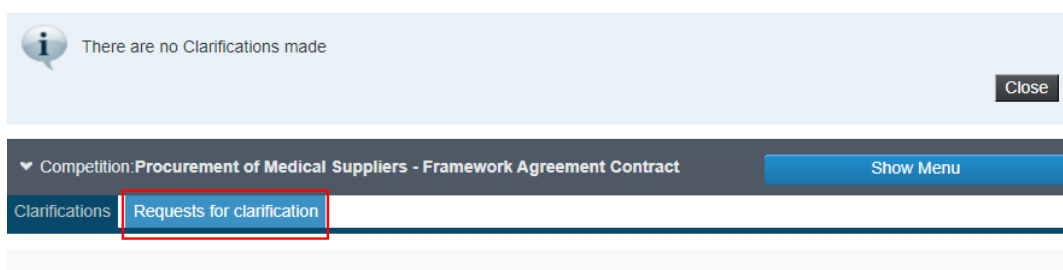 There are no Clarifications made
Close
Competition:Procurement of Medical Suppliers - Framework Agreement Contract
Show Menu
Clarifications
Requests for clarification